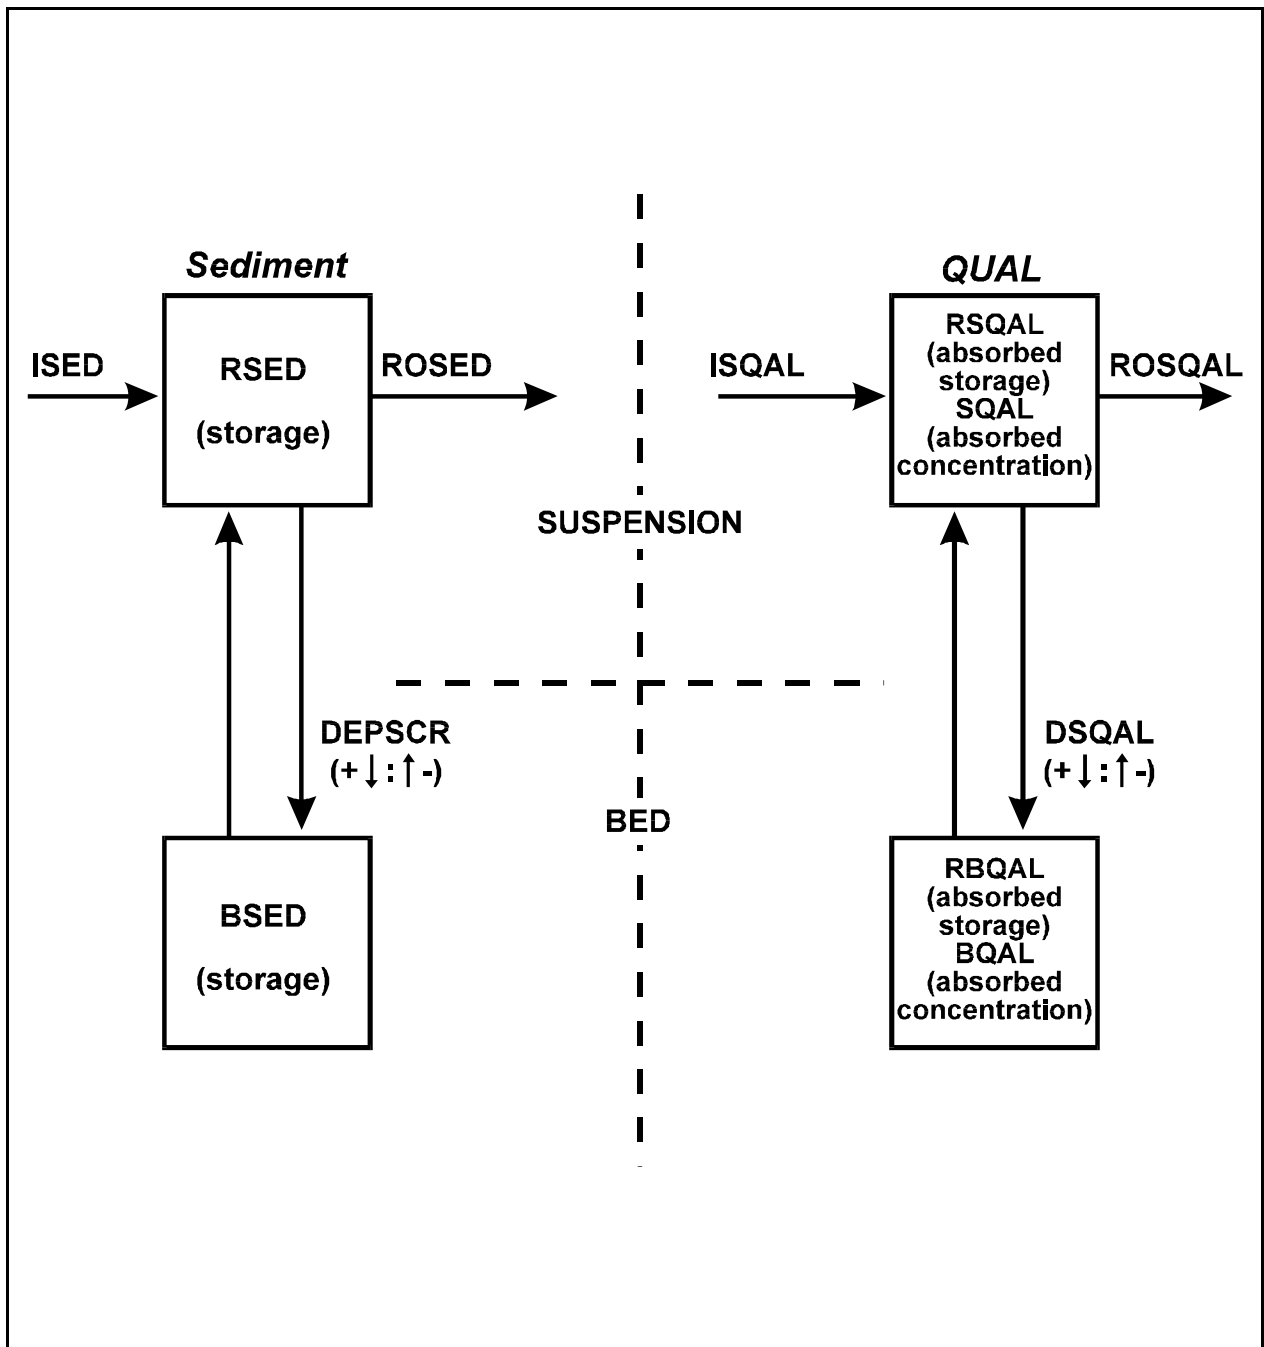 Sediment
QUAL
ISED
RSED
(storage)
ROSED
ISQAL
RSQAL
(absorbed
storage)
SQAL
(absorbed
concentration)
ROSQAL
SUSPENSION
DEPSCR
(+↓:↑-)
DSQAL
(+↓:↑-)
BED
BSED
(storage)
RBQAL
(absorbed
storage)
BQAL
(absorbed
concentration)